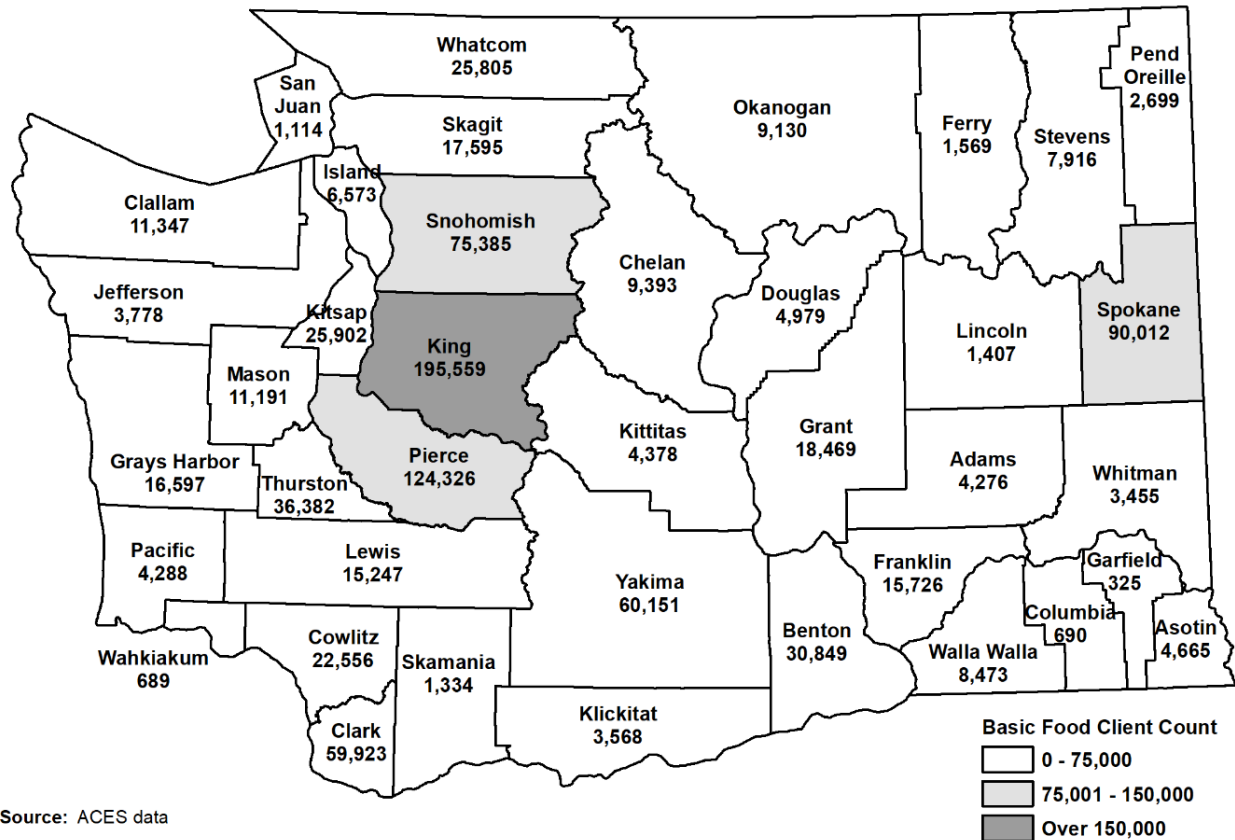 Whatcom
25,805
San
Juan
1,114
Skagit
17,595
Okanogan
9,130
Ferry
1,569
Stevens
7,916
Pend
Oreille
2,699
Island
6,573
Clallam
11,347
Snohomish
75,385
Chelan
9,393
Douglas
4,979
Jefferson
3,778
Kitsap
25,902
King
195,559
Lincoln
1,407
Spokane
90,012
Mason
11,191
Kittitas
4,378
Grant
18,469
Grays Harbor
16,597
Thurston
36,382
Pierce
124,326
Adams
4,276
Whitman
3,455
Pacific
4,288
Lewis
15,247
Yakima
60,151
Franklin
15,726
Garfield
325
Columbia
690
Asotin
4,665
Wahkiakum
689
Cowlitz
22,556
Skamania
1,334
Benton
30,849
Walla Walla
8,473
Clark
59,923
Klickitat
3,568
Basic Food Client Count
0 - 75,000
75,001 - 150,000
Over 150,000
Source: ACES data